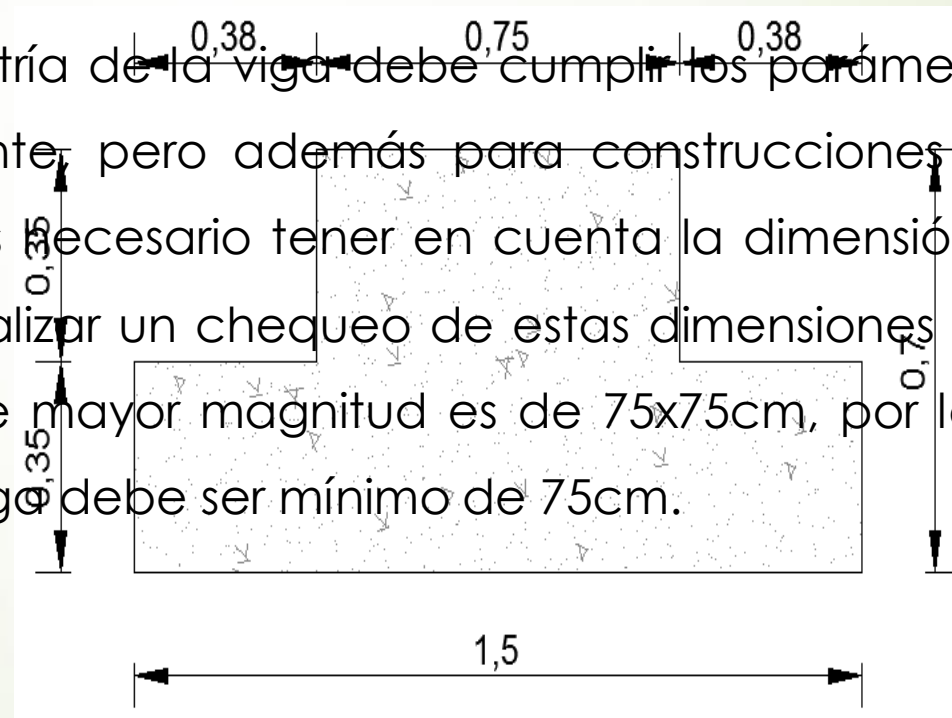 0,38 0,75 0,38
tría de la viga debe cumplir los paráme
nte, pero además para construcciones
s necesario tener en cuenta la dimensió
0,35
alizar un chequeo de estas dimensiones
0,7
e mayor magnitud es de 75x75cm, por l
0,35
ga debe ser mínimo de 75cm.
1,5